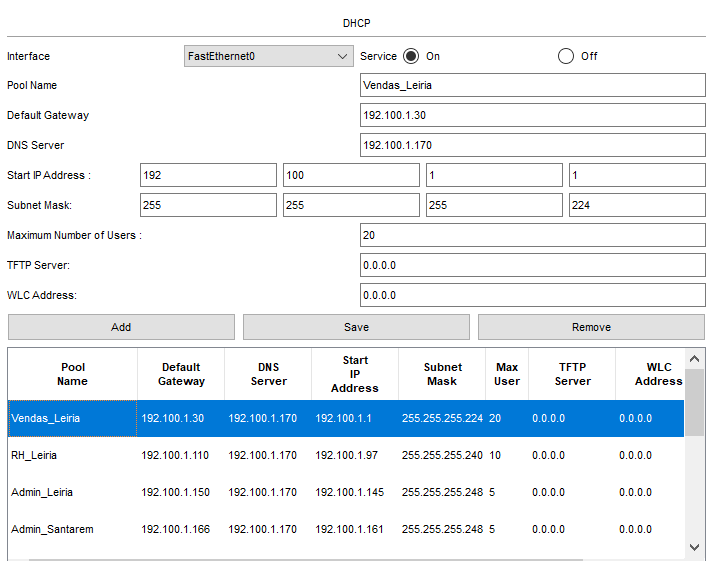 DHCP
Interface FastEthernet0 Service On Off
Pool Name Vendas_Leiria
Default Gateway 192.100.1.30
DNS Server 192.100.1.170
Start IP Address : 192 100 1 1
Subnet Mask: 255 255 255 224
Maximum Number of Users : 20
TFTP Server: 0.0.0.0
WLC Address: 0.0.0.0
Add Save Remove
Pool Name Default Gateway DNS Server Start IP Address Subnet Mask Max User TFTP Server WLC Address
Vendas_Leiria 192.100.1.30 192.100.1.170 192.100.1.1 255.255.255.224 20 0.0.0.0 0.0.0.0
RH_Leiria 192.100.1.110 192.100.1.170 192.100.1.97 255.255.255.240 10 0.0.0.0 0.0.0.0
Admin_Leiria 192.100.1.150 192.100.1.170 192.100.1.145 255.255.255.248 5 0.0.0.0 0.0.0.0
Admin_Santarem 192.100.1.166 192.100.1.170 192.100.1.161 255.255.255.248 5 0.0.0.0 0.0.0.0